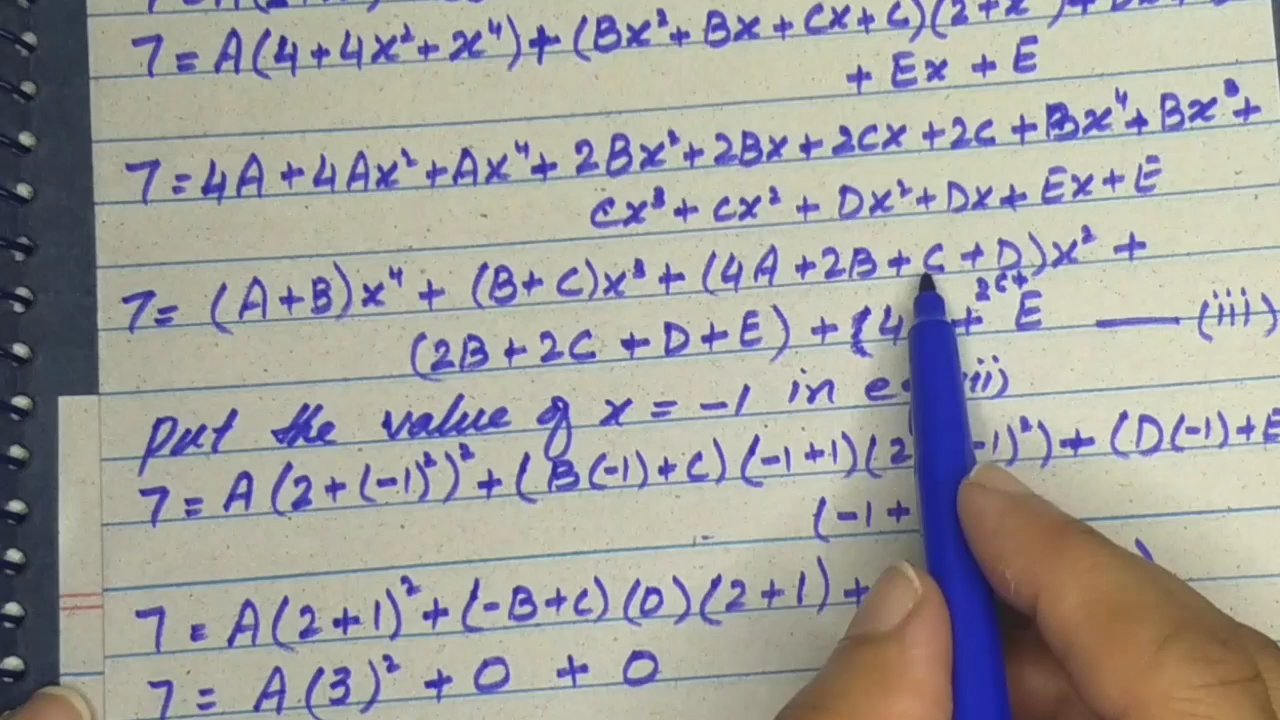 7 = A(4+4x²+x⁴)+(Bx²+Bx+Cx+C)(2+x
+ Ex + E
7 = 4A+4Ax²+Ax⁴+ 2Bx²+2Bx+2Cx+2C+Bx⁴+Bx³+
Cx³+Cx²+Dx²+Dx+Ex+E
7 = (A+B)x⁴ + (B+C)x³ + (4A+2B+C+D)x² +
(2B+2C+D+E) + (4 + 2C+ E —— (iii)
Put the value of x = -1 in e ii)
7 = A(2+(-1)²)²+(B(-1)+C)(-1+1)(2 -1)²)+(D(-1)+E
(-1+
7 = A(2+1)²+(-B+C)(0)(2+1)+
7 = A(3)² + 0 + 0